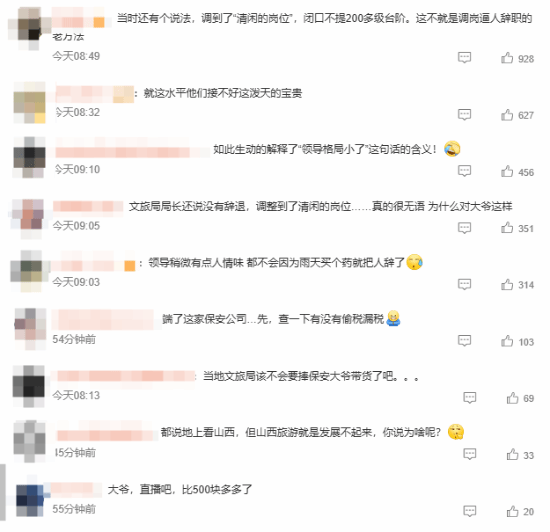 当时还有个说法，调到了“清闲的岗位”，闭口不提200多级台阶。这不就是调岗逼人辞职的
老方法
今天08:49
928
：就这水平他们接不好这泼天的宝贵
今天08:32
627
如此生动的解释了“领导格局小了”这句话的含义！
今天09:10
456
文旅局局长还说没有辞退，调整到了清闲的岗位……真的很无语 为什么对大爷这样
今天09:05
351
：领导稍微有点人情味 都不会因为雨天买个药就把人辞了
今天09:03
314
端了这家保安公司…先，查一下有没有偷税漏税
54分钟前
103
：当地文旅局该不会要捧保安大爷带货了吧。。。
今天08:13
69
都说地上看山西，但山西旅游就是发展不起来，你说为啥呢？
45分钟前
33
大爷，直播吧，比500块多多了
55分钟前
20